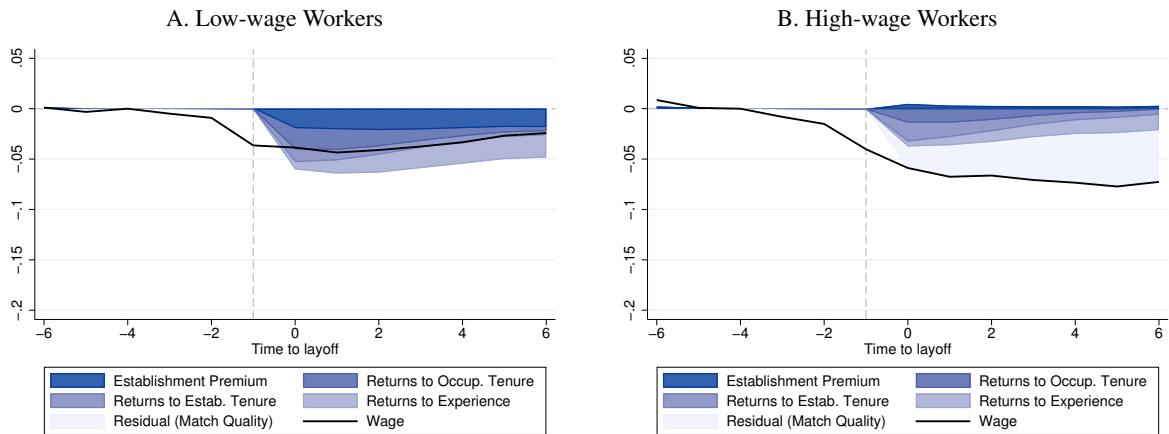 A. Low-wage Workers
.05
0
-.05
-.1
-.15
-.2
-6 -4 -2 0 2 4 6
Time to layoff
Establishment Premium Returns to Occup. Tenure
Returns to Estab. Tenure Returns to Experience
Residual (Match Quality) Wage
B. High-wage Workers
.05
0
-.05
-.1
-.15
-.2
-6 -4 -2 0 2 4 6
Time to layoff
Establishment Premium Returns to Occup. Tenure
Returns to Estab. Tenure Returns to Experience
Residual (Match Quality) Wage